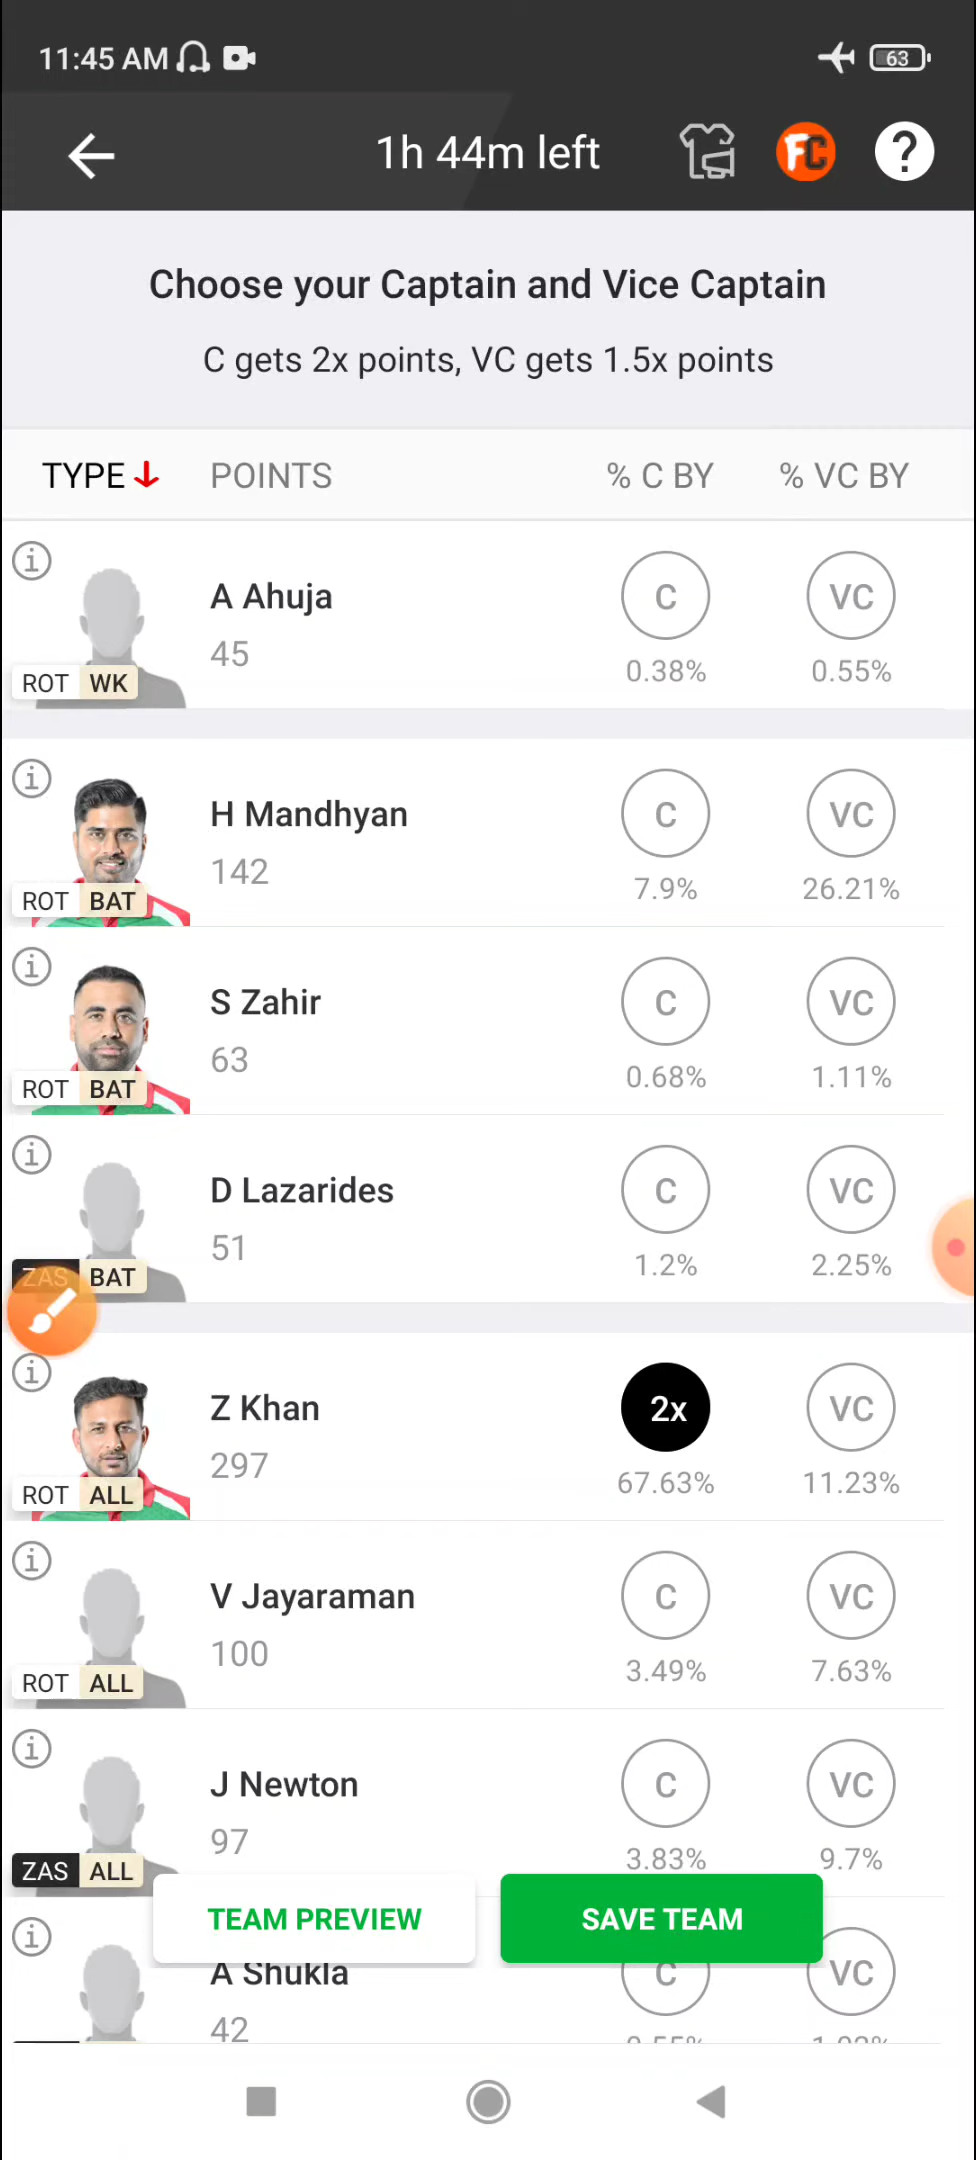 11:45 AM
63
1h 44m left
FC
?
Choose your Captain and Vice Captain
C gets 2x points, VC gets 1.5x points
TYPE POINTS % C BY % VC BY
A Ahuja
45
C VC
0.38% 0.55%
ROT WK
H Mandhyan
142
C VC
7.9% 26.21%
ROT BAT
S Zahir
63
C VC
0.68% 1.11%
ROT BAT
D Lazarides
51
C VC
1.2% 2.25%
ZAS BAT
Z Khan
297
2x VC
67.63% 11.23%
ROT ALL
V Jayaraman
100
C VC
3.49% 7.63%
ROT ALL
J Newton
97
C VC
3.83% 9.7%
ZAS ALL
TEAM PREVIEW SAVE TEAM
A Shukla
42
C VC